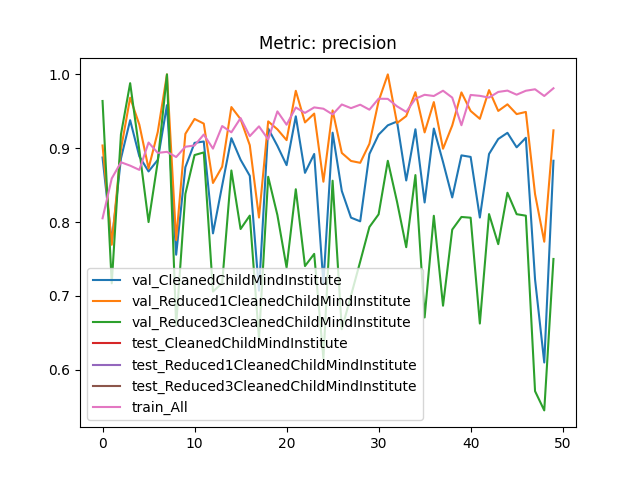 Metric: precision
1.0
0.9
0.8
0.7
0.6
val_CleanedChildMindInstitute
val_Reduced1CleanedChildMindInstitute
val_Reduced3CleanedChildMindInstitute
test_CleanedChildMindInstitute
test_Reduced1CleanedChildMindInstitute
test_Reduced3CleanedChildMindInstitute
train_All
0 10 20 30 40 50